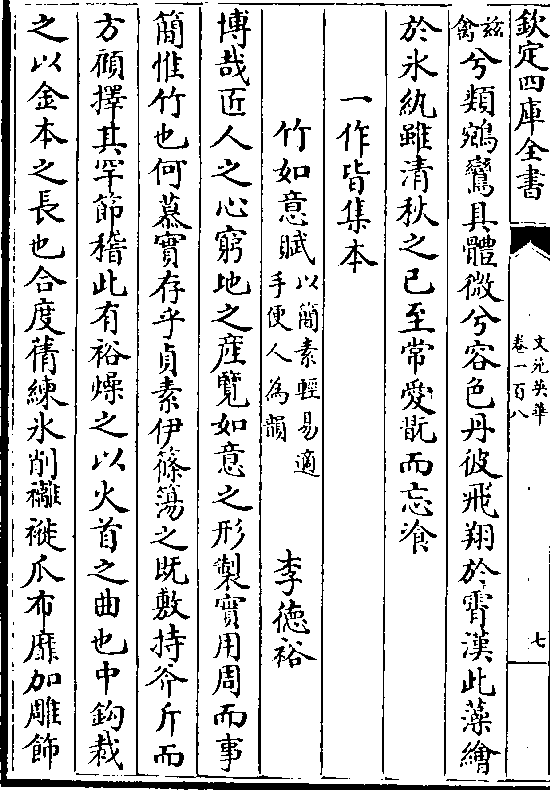 欽定四庫全書
文苑英華
卷一百八
七
茲禽兮類鵷鸞具體微兮容色丹彼飛翔於霄漢此藻繪
於氷紈雖清秋之已至常愛翫而忘飡
一作皆集本
竹如意賦以簡素輕易適手便人為韻 李德裕
博哉匠人之心窮地之産覽如意之形製實用周而事
簡惟竹也何慕實存乎貞素伊篠簜之既敷持斧斤而
方顧擇其罕節稽此有裕燥之以火首之曲也中鈎裁
之以金本之長也合度蒨練氷削襳褷爪布靡加雕飾